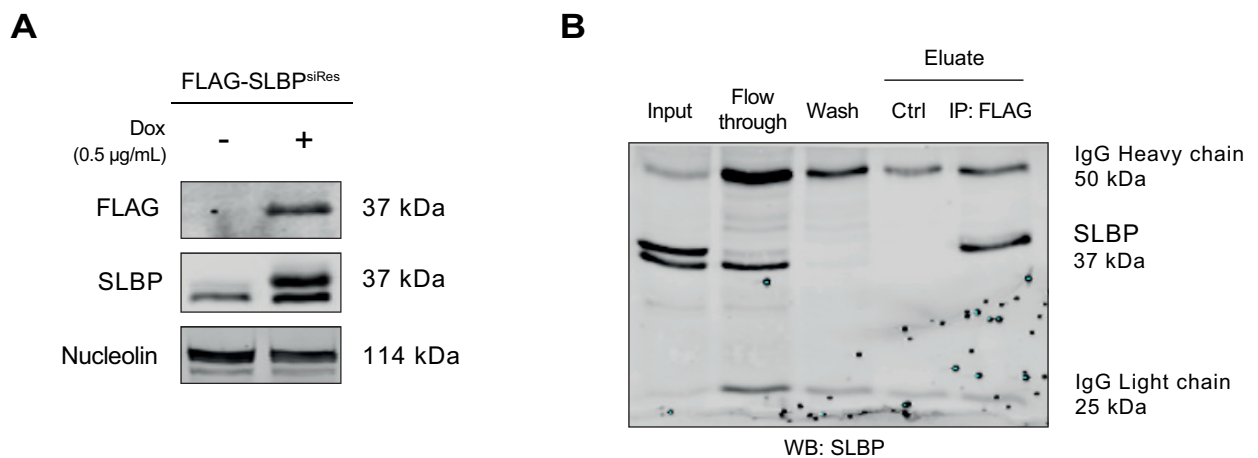 A
FLAG-SLBPsiRes
Dox
(0.5 µg/mL)
- +
FLAG
37 kDa
SLBP
37 kDa
Nucleolin
114 kDa
B
Eluate
Input
Flow
through
Wash
Ctrl
IP: FLAG
IgG Heavy chain
50 kDa
SLBP
37 kDa
IgG Light chain
25 kDa
WB: SLBP